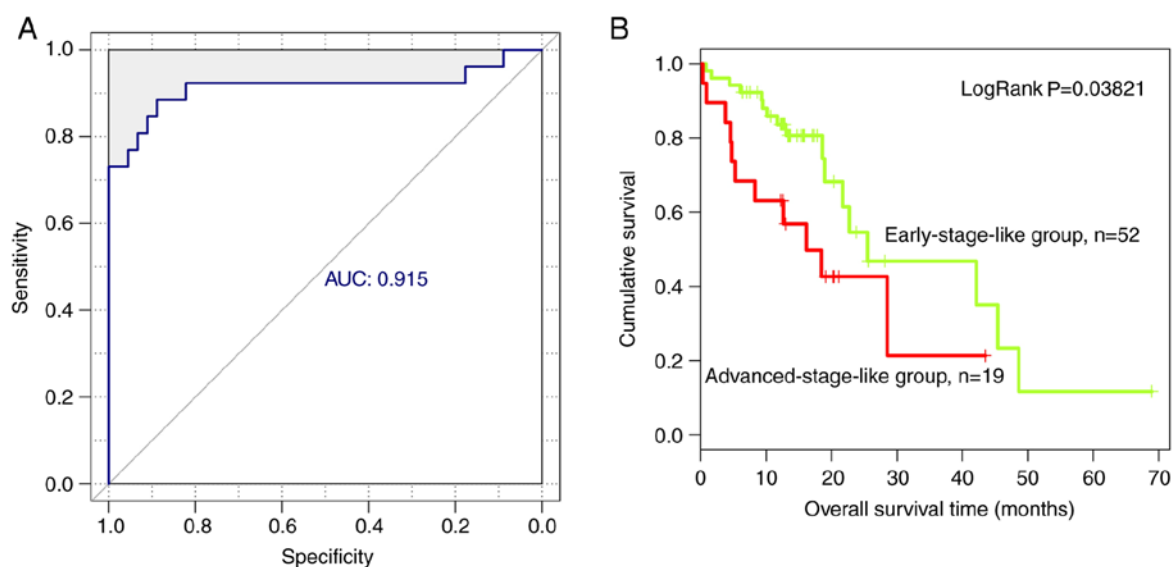 A
1.0
0.8
0.6
0.4
0.2
0.0
Sensitivity
AUC: 0.915
1.0 0.8 0.6 0.4 0.2 0.0
Specificity
B
1.0
0.8
0.6
0.4
0.2
0.0
Cumulative survival
LogRank P=0.03821
Early-stage-like group, n=52
Advanced-stage-like group, n=19
0 10 20 30 40 50 60 70
Overall survival time (months)